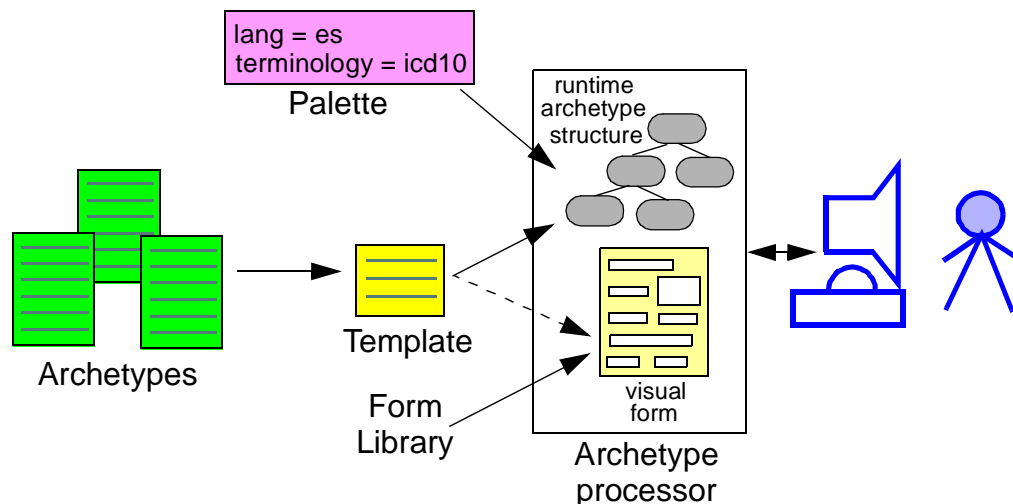 lang = es
terminology = icd10
Palette
runtime
archetype
structure
Archetypes
Template
Form
Library
visual
form
Archetype
processor